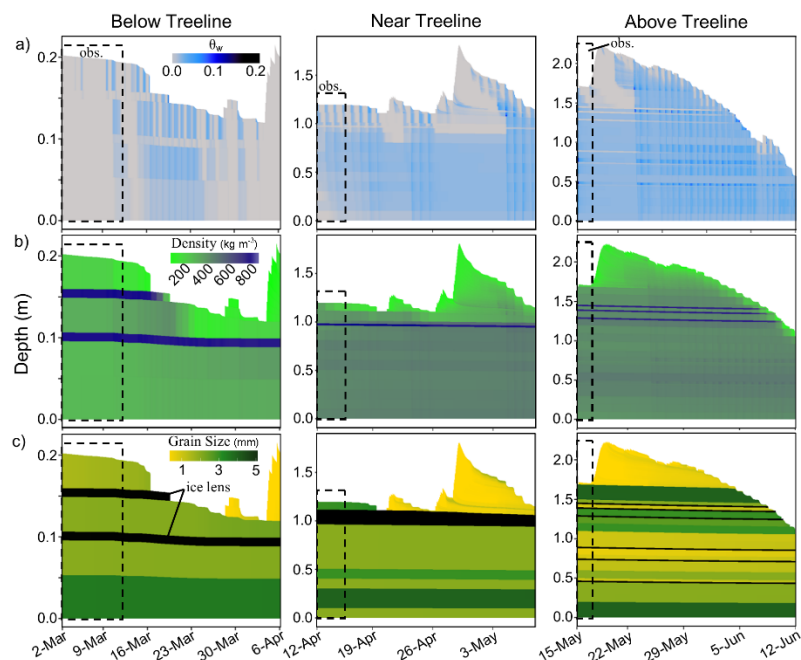 Below Treeline
Near Treeline
Above Treeline
a)
obs.
θw
0.0 0.1 0.2
obs.
obs.
0.2
0.1
0.0
1.5
1.0
0.5
0.0
2.0
1.5
1.0
0.5
0.0
b)
Density (kg m⁻³)
200 400 600 800
0.2
0.1
0.0
1.5
1.0
0.5
0.0
2.0
1.5
1.0
0.5
0.0
Depth (m)
c)
Grain Size (mm)
1 3 5
ice lens
0.2
0.1
0.0
1.5
1.0
0.5
0.0
2.0
1.5
1.0
0.5
0.0
2-Mar 9-Mar 16-Mar 23-Mar 30-Mar 6-Apr
12-Apr 19-Apr 26-Apr 3-May
15-May 22-May 29-May 5-Jun 12-Jun